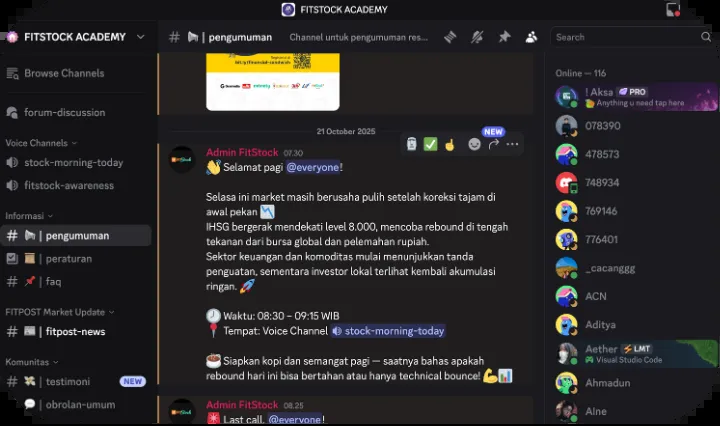 FITSTOCK ACADEMY
FITSTOCK ACADEMY
# | pengumuman
Channel untuk pengumuman res...
Search
Browse Channels
forum-discussion
Voice Channels
stock-morning-today
fitstock-awareness
Informasi
# | pengumuman
| peraturan
# | faq
FITPOST Market Update
# | fitpost-news
Komunitas
# | testimoni NEW
| obrolan-umum
21 October 2025
NEW
Admin FitStock 07.30
👋 Selamat pagi @everyone!
Selasa ini market masih berusaha pulih setelah koreksi tajam di
awal pekan 📉
IHSG bergerak mendekati level 8.000, mencoba rebound di tengah
tekanan dari bursa global dan pelemahan rupiah.
Sektor keuangan dan komoditas mulai menunjukkan tanda
penguatan, sementara investor lokal terlihat kembali akumulasi
ringan. 🚀
🕗 Waktu: 08:30 – 09:15 WIB
📍 Tempat: Voice Channel stock-morning-today
☕ Siapkan kopi dan semangat pagi — saatnya bahas apakah
rebound hari ini bisa bertahan atau hanya technical bounce! 💪📊
Admin FitStock 08.25
🚨 Last call, @everyone!
Online — 116
! Aksa PRO
Anything u need tap here
078390
478573
748934
769146
776401
_cacanggg
ACN
Aditya
Aether LMT
Visual Studio Code
Ahmadun
Alne